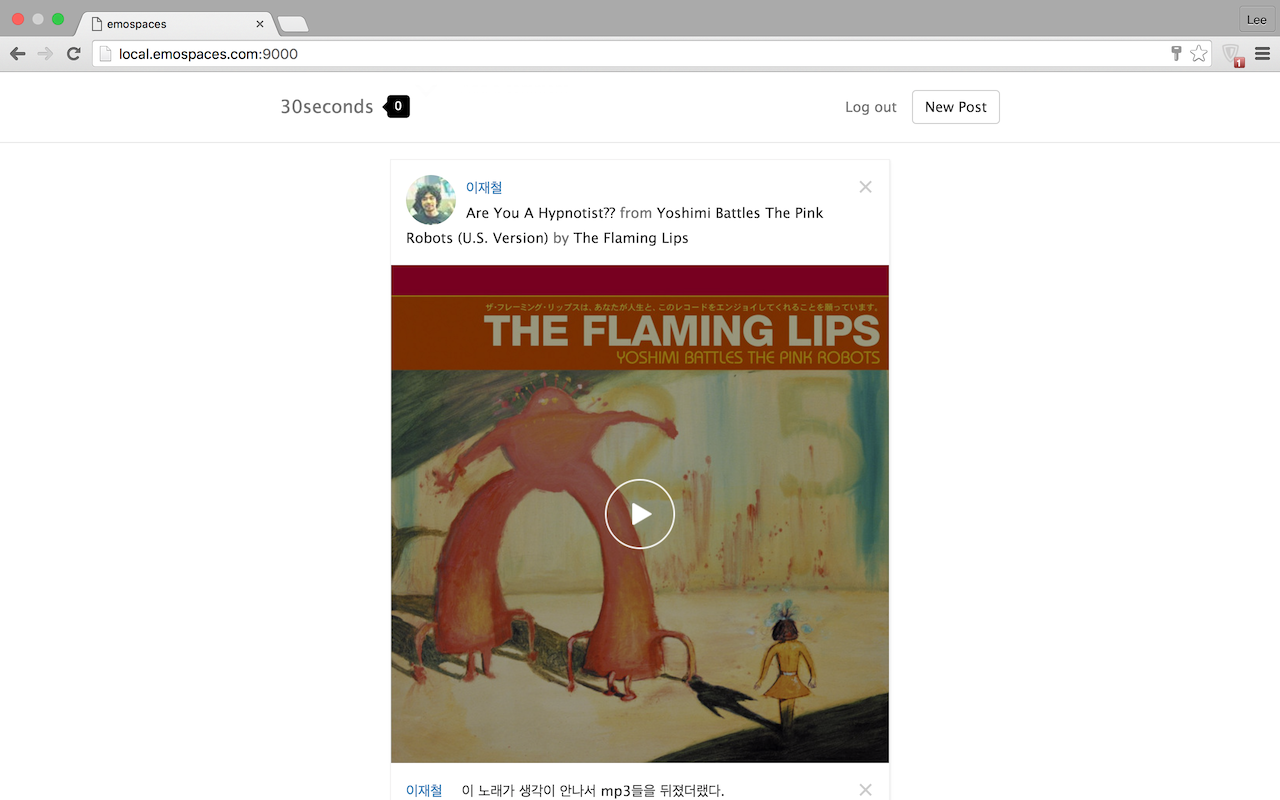 emospaces
Lee
local.emospaces.com:9000
1
30seconds 0
Log out
New Post
이재철
Are You A Hypnotist?? from Yoshimi Battles The Pink
Robots (U.S. Version) by The Flaming Lips
ザ・フレーミング・リップスは、あなたが人生と、このレコードをエンジョイしてくれることを願っています。
THE FLAMING LIPS
YOSHIMI BATTLES THE PINK ROBOTS
이재철 이 노래가 생각이 안나서 mp3들을 뒤졌더랬다.